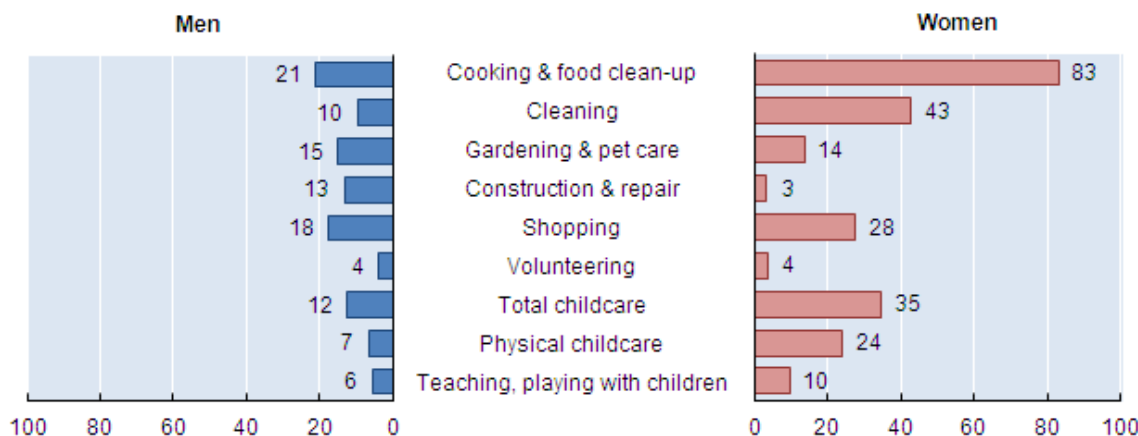 Men Women
21 Cooking & food clean-up 83
10 Cleaning 43
15 Gardening & pet care 14
13 Construction & repair 3
18 Shopping 28
4 Volunteering 4
12 Total childcare 35
7 Physical childcare 24
6 Teaching, playing with children 10
100 80 60 40 20 0 0 20 40 60 80 100